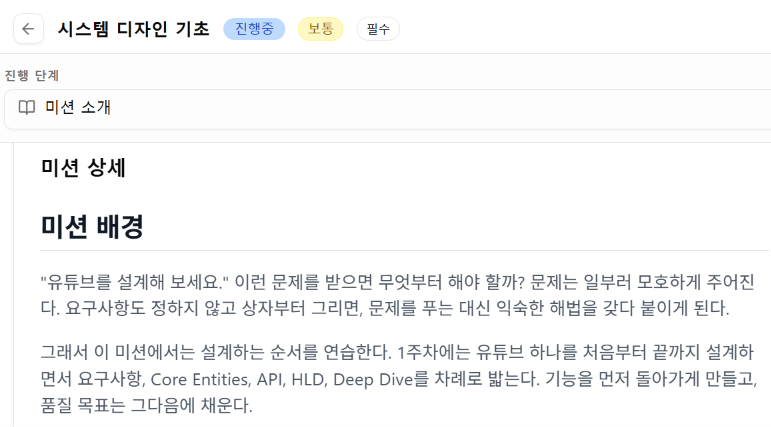 시스템 디자인 기초 진행중 보통 필수
진행 단계
미션 소개
미션 상세
미션 배경
"유튜브를 설계해 보세요." 이런 문제를 받으면 무엇부터 해야 할까? 문제는 일부러 모호하게 주어진
다. 요구사항도 정하지 않고 상자부터 그리면, 문제를 푸는 대신 익숙한 해법을 갖다 붙이게 된다.
그래서 이 미션에서는 설계하는 순서를 연습한다. 1주차에는 유튜브 하나를 처음부터 끝까지 설계하
면서 요구사항, Core Entities, API, HLD, Deep Dive를 차례로 밟는다. 기능을 먼저 돌아가게 만들고,
품질 목표는 그다음에 채운다.